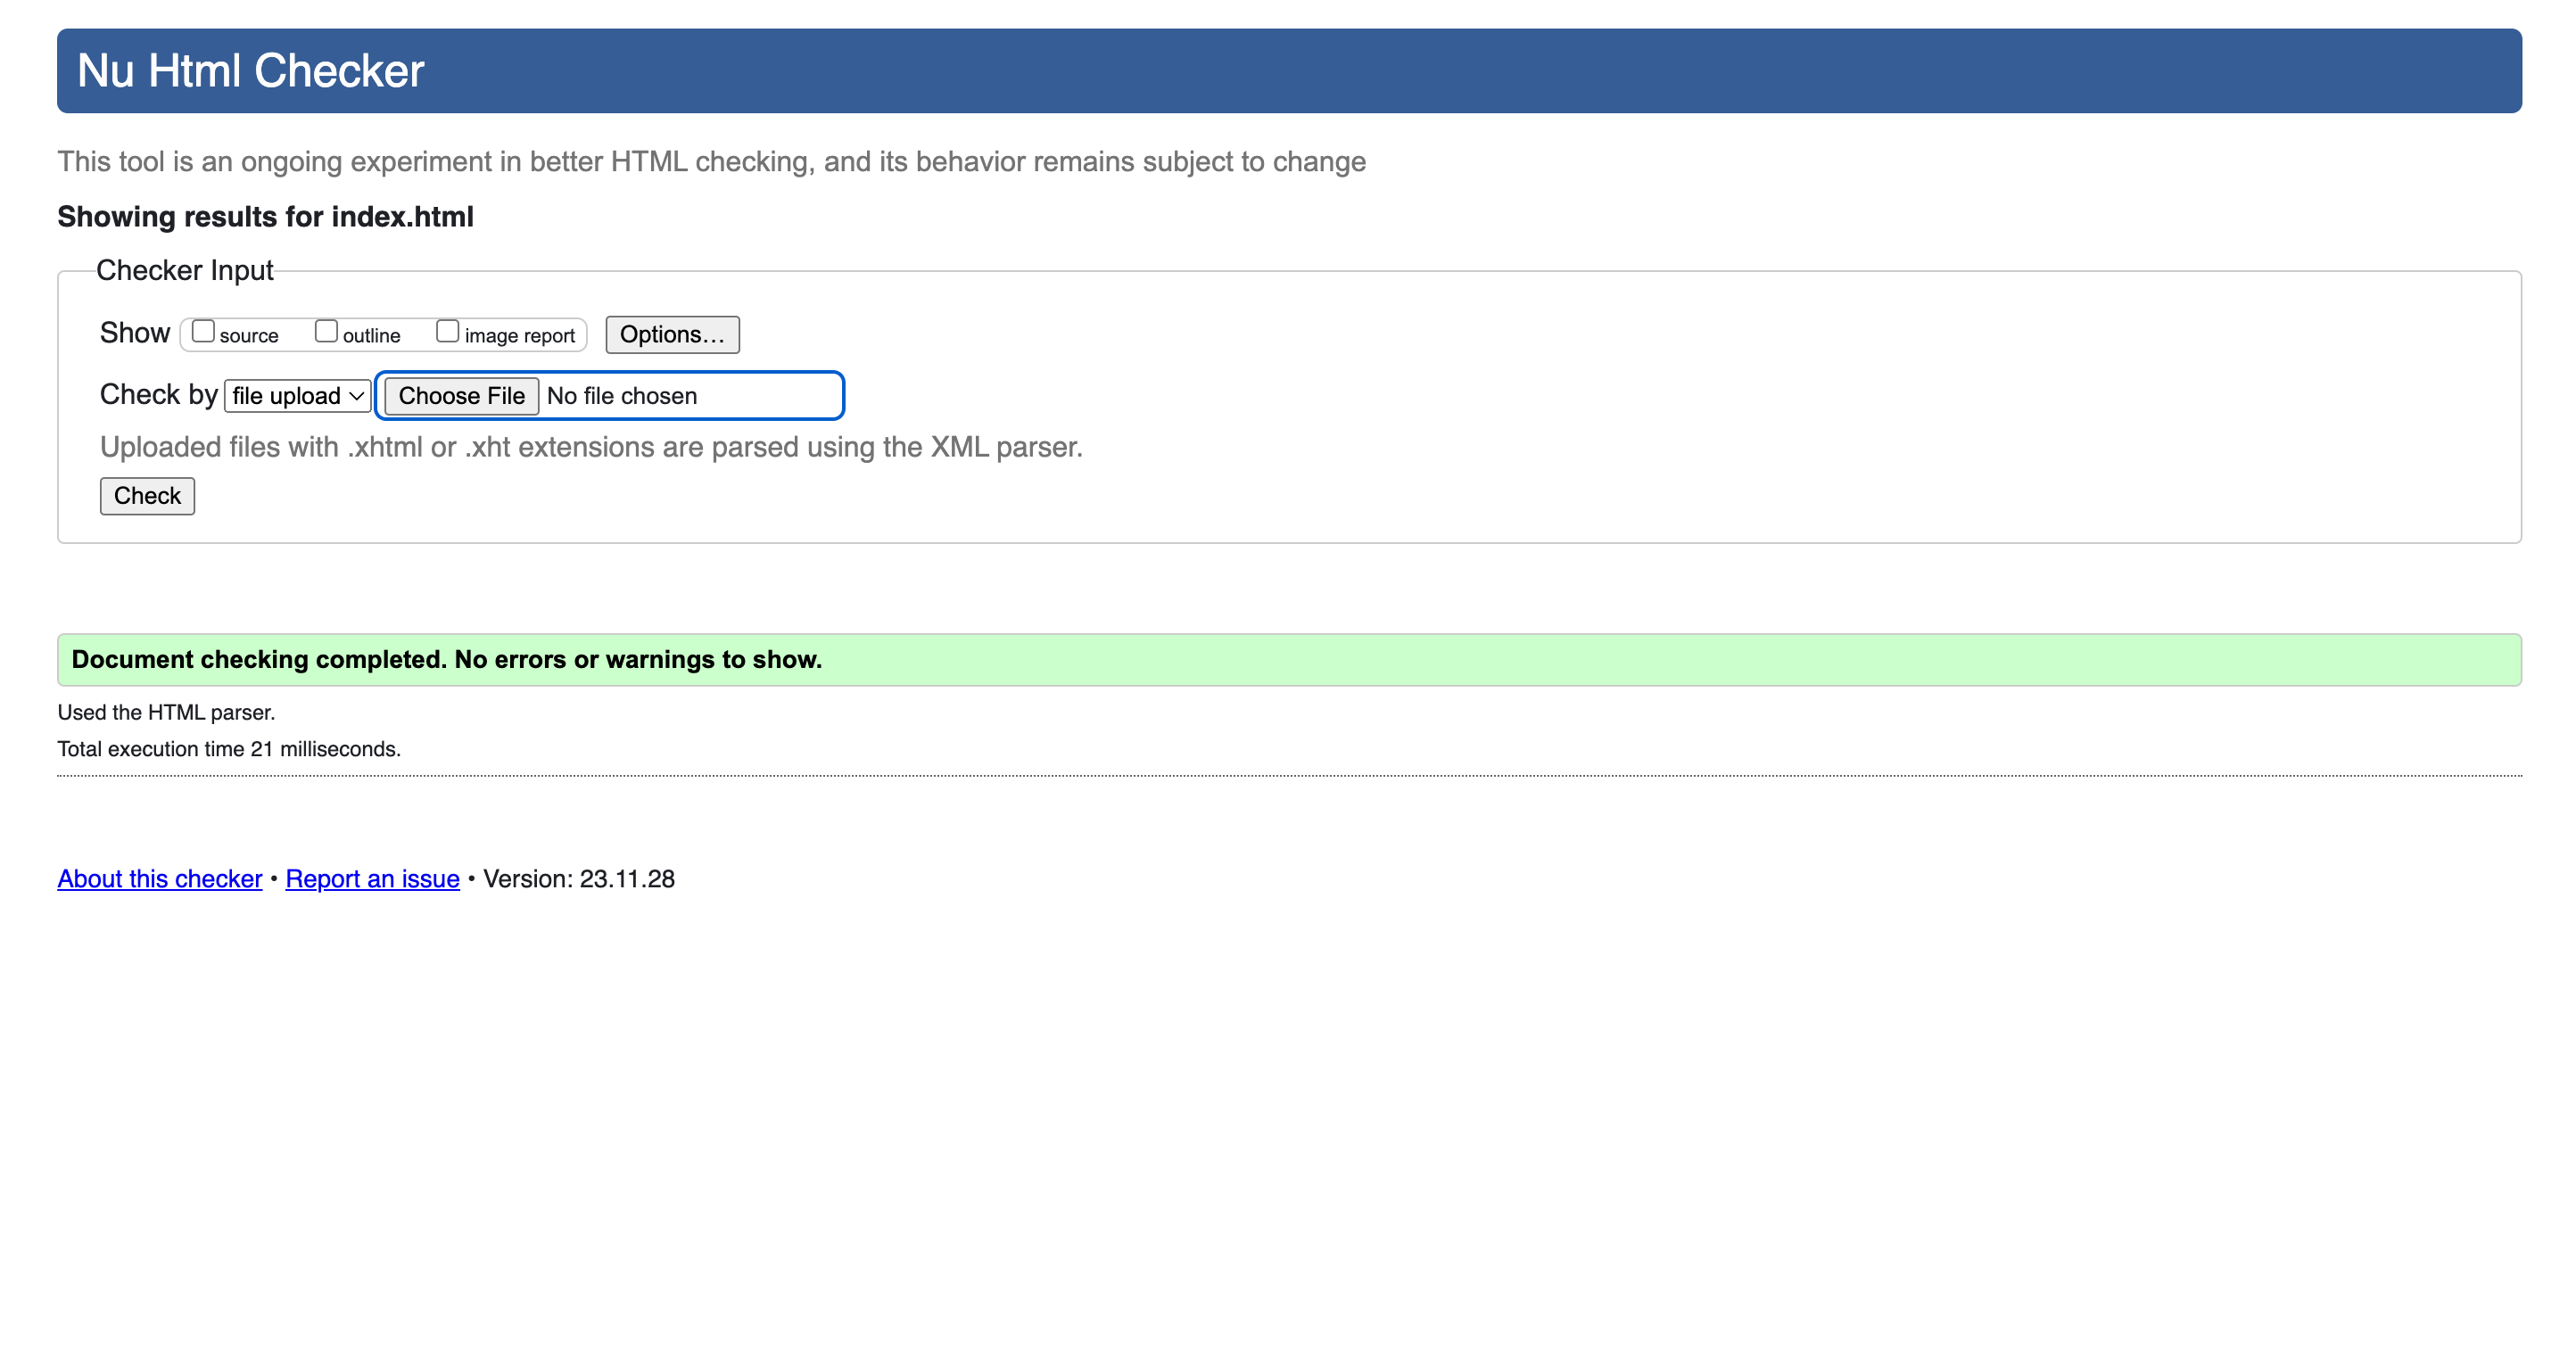 Nu Html Checker
This tool is an ongoing experiment in better HTML checking, and its behavior remains subject to change
Showing results for index.html
Checker Input
Show source outline image report Options...
Check by file upload Choose File No file chosen
Uploaded files with .xhtml or .xht extensions are parsed using the XML parser.
Check
Document checking completed. No errors or warnings to show.
Used the HTML parser.
Total execution time 21 milliseconds.
About this checker • Report an issue • Version: 23.11.28